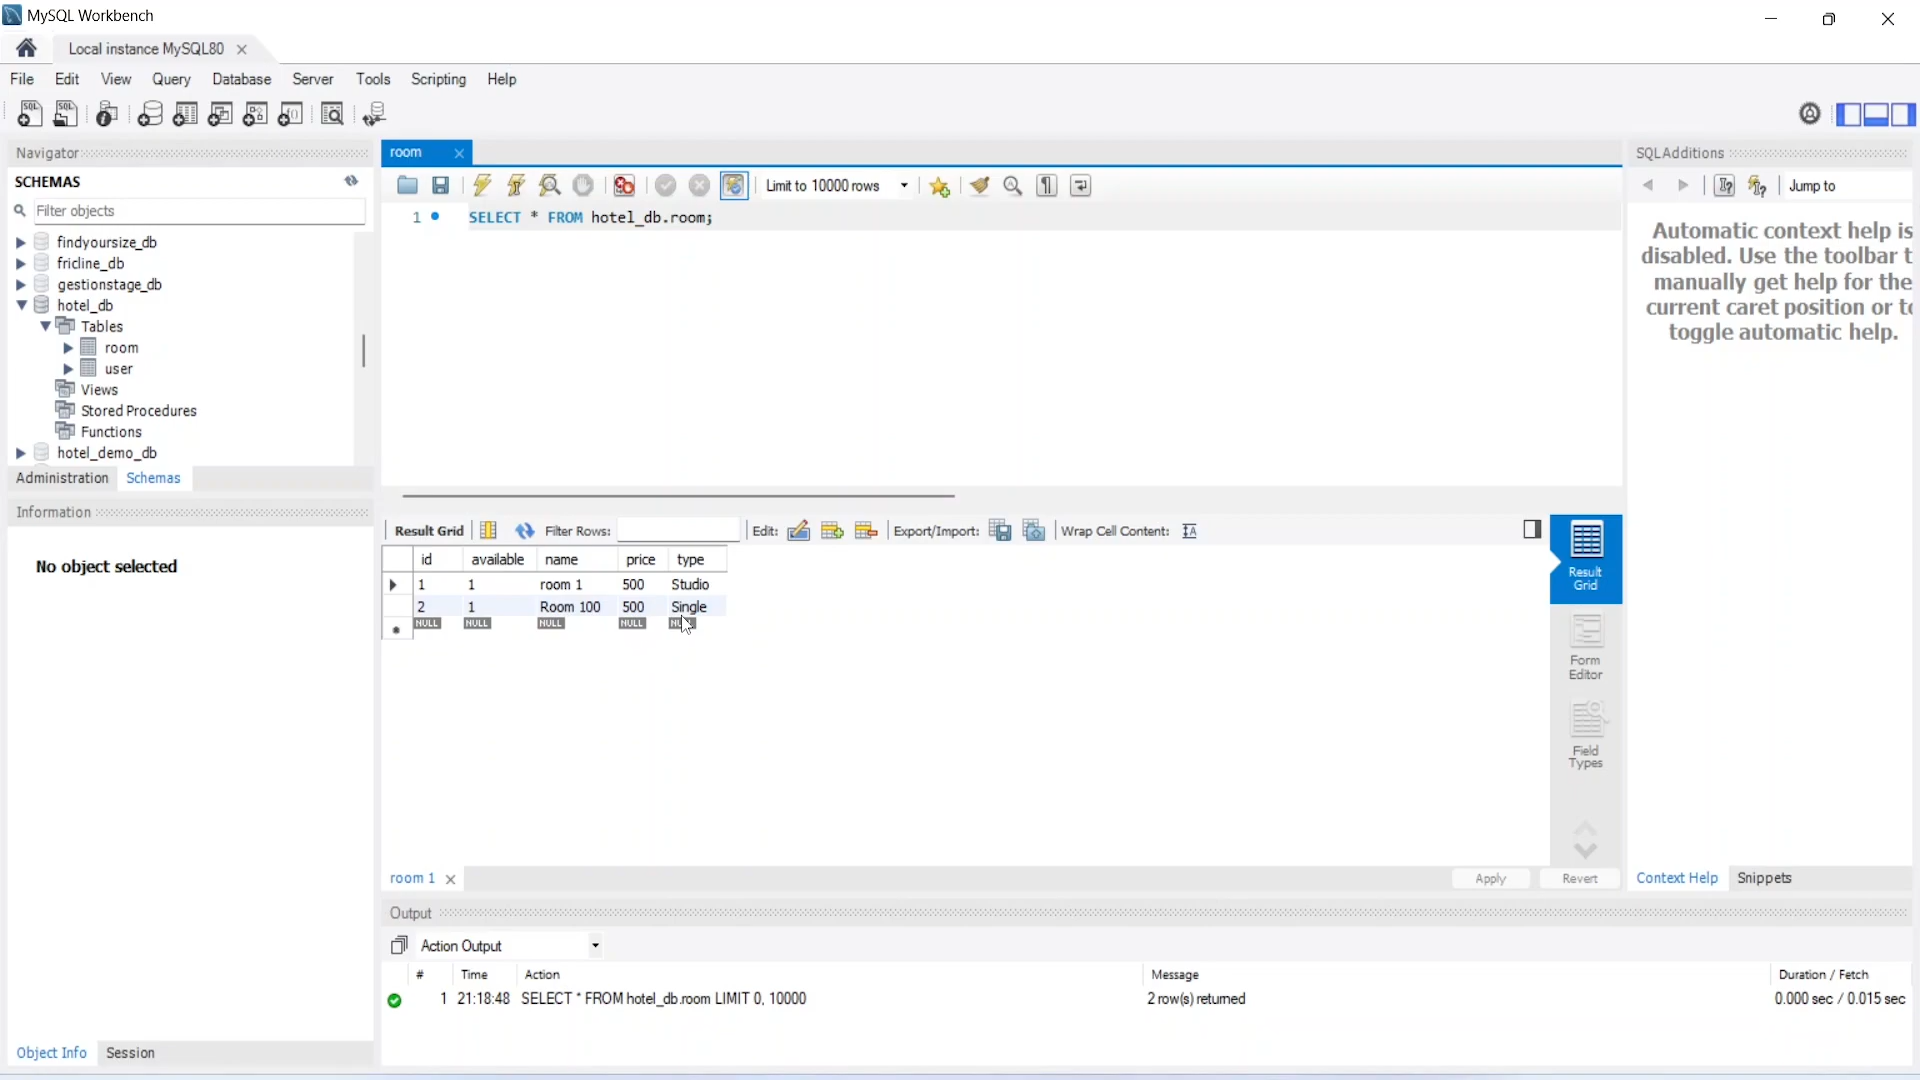 MySQL Workbench
Local instance MySQL80
File Edit View Query Database Server Tools Scripting Help
Navigator
SCHEMAS
Filter objects
findyoursize_db
fricline_db
gestionstage_db
hotel_db
Tables
room
user
Views
Stored Procedures
Functions
hotel_demo_db
Administration Schemas
Information
No object selected
Object Info Session
room
Limit to 10000 rows
1 SELECT * FROM hotel_db.room;
Result Grid Filter Rows: Edit: Export/Import: Wrap Cell Content:
id available name price type
1 1 room 1 500 Studio
2 1 Room 100 500 Single
NULL NULL NULL NULL
Result
Grid
Form
Editor
Field
Types
room 1
Apply Revert
Output
Action Output
# Time Action Message Duration / Fetch
1 21:18:48 SELECT * FROM hotel_db.room LIMIT 0, 10000 2 row(s) returned 0.000 sec / 0.015 sec
SQLAdditions
Jump to
Automatic context help is
disabled. Use the toolbar t
manually get help for the
current caret position or to
toggle automatic help.
Context Help Snippets